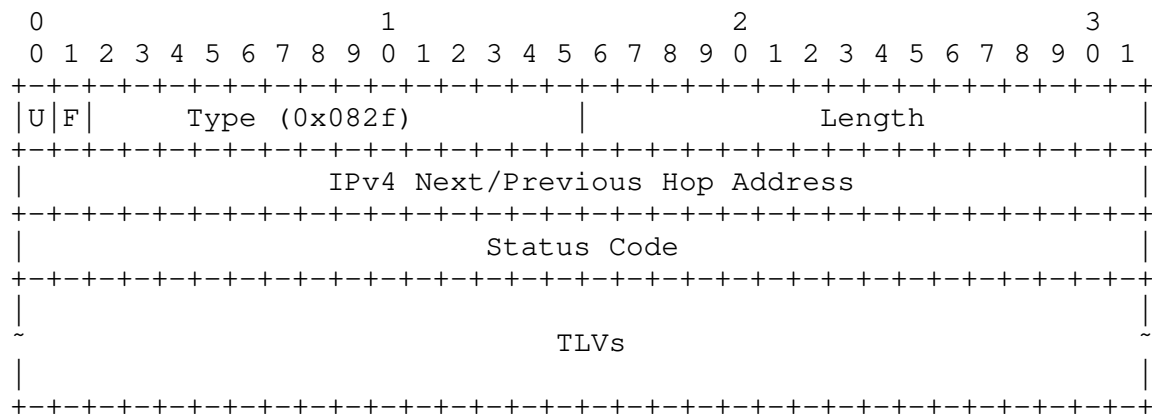 0                   1                   2                   3
 0 1 2 3 4 5 6 7 8 9 0 1 2 3 4 5 6 7 8 9 0 1 2 3 4 5 6 7 8 9 0 1
+-+-+-+-+-+-+-+-+-+-+-+-+-+-+-+-+-+-+-+-+-+-+-+-+-+-+-+-+-+-+-+-+
|U|F|     Type (0x082f)         |             Length            |
+-+-+-+-+-+-+-+-+-+-+-+-+-+-+-+-+-+-+-+-+-+-+-+-+-+-+-+-+-+-+-+-+
|                 IPv4 Next/Previous Hop Address                |
+-+-+-+-+-+-+-+-+-+-+-+-+-+-+-+-+-+-+-+-+-+-+-+-+-+-+-+-+-+-+-+-+
|                          Status Code                          |
+-+-+-+-+-+-+-+-+-+-+-+-+-+-+-+-+-+-+-+-+-+-+-+-+-+-+-+-+-+-+-+-+
|                                                               |
~                              TLVs                             ~
|                                                               |
+-+-+-+-+-+-+-+-+-+-+-+-+-+-+-+-+-+-+-+-+-+-+-+-+-+-+-+-+-+-+-+-+